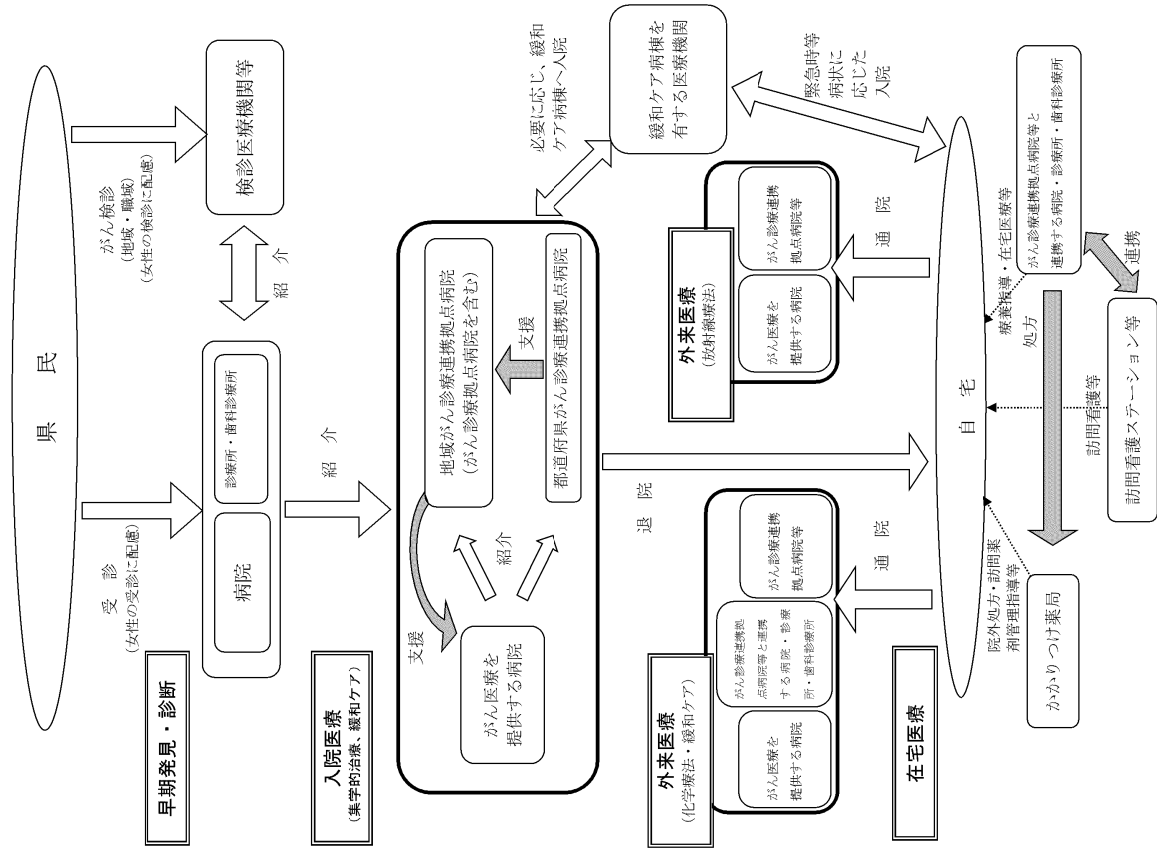 県　民
がん検診
（地域・職域）
（女性の検診に配慮）
受　診
（女性の受診に配慮）
早期発見・診断
病院
診療所・歯科診療所
紹　介
検診医療機関等
紹　介
入院医療
（集学的治療、緩和ケア）
地域がん診療連携拠点病院
（がん診療拠点病院を含む）
支援
都道府県がん診療連携拠点病院
支援
紹介
がん医療を
提供する病院
必要に応じ、緩和
ケア病棟へ入院
緩和ケア病棟を
有する医療機関
緊急時等
病状に
応じた
入院
退　院
外来医療
（化学療法・緩和ケア）
がん医療を
提供する病院
がん診療連携拠
点病院等と連携
する病院・診療
所・歯科診療所
がん診療連携
拠点病院等
通　院
外来医療
（放射線療法）
がん医療を
提供する病院
がん診療連携
拠点病院等
通　院
在宅医療
自　宅
院外処方・訪問薬
剤管理指導等
かかりつけ薬局
処方
訪問看護等
訪問看護ステーション等
療養指導・在宅医療等
がん診療連携拠点病院等と
連携する病院・診療所・歯科診療所
連携